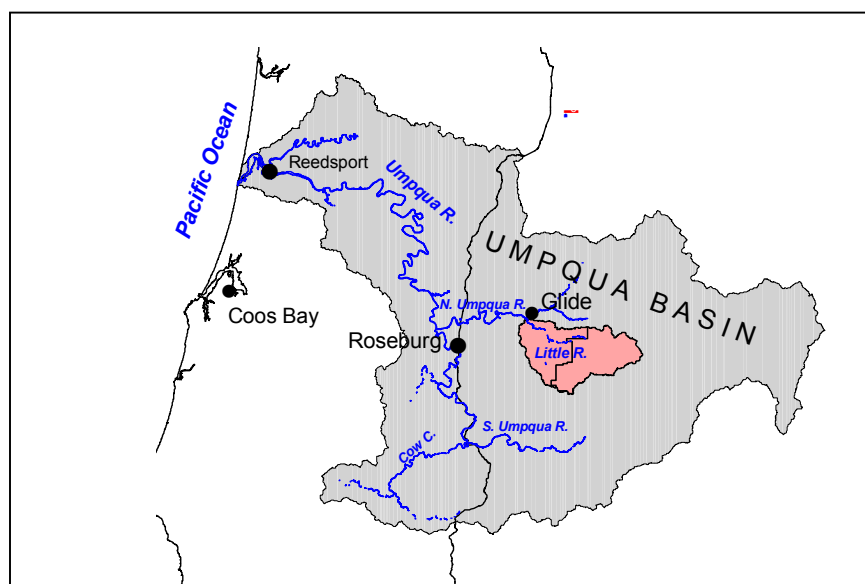 Pacific Ocean
Reedsport
Umpqua R.
UMPQUA BASIN
Coos Bay
N. Umpqua R.
Glide
Roseburg
Little R.
S. Umpqua R.
Cow C.